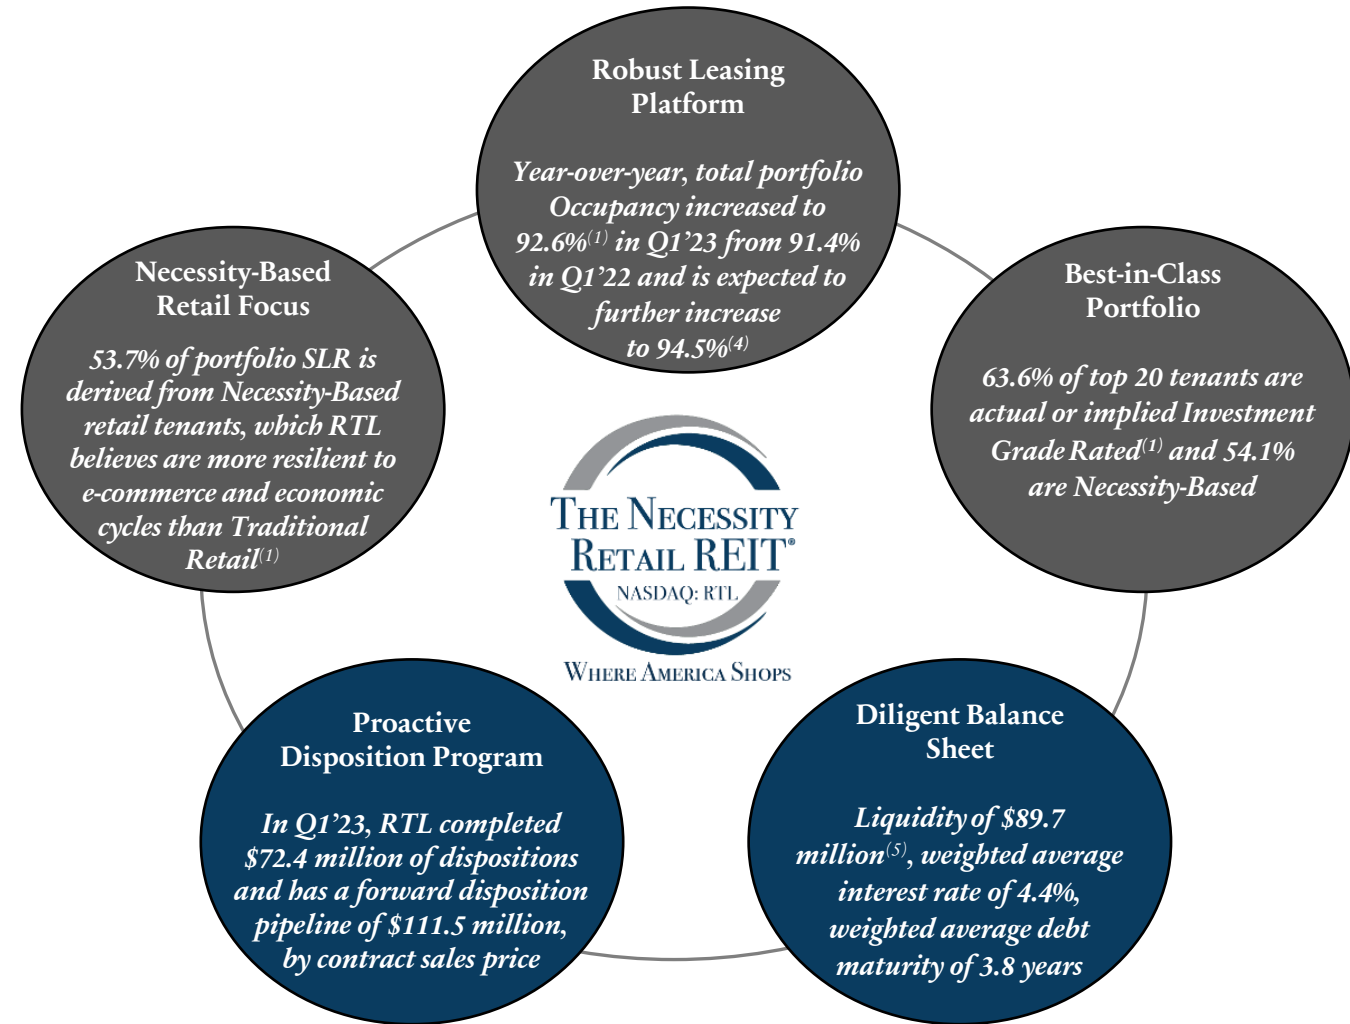 Robust Leasing
Platform
Year-over-year, total portfolio
Occupancy increased to
92.6%(1) in Q1’23 from 91.4%
in Q1’22 and is expected to
further increase
to 94.5%(4)
Necessity-Based
Retail Focus
53.7% of portfolio SLR is
derived from Necessity-Based
retail tenants, which RTL
believes are more resilient to
e-commerce and economic
cycles than Traditional
Retail(1)
Best-in-Class
Portfolio
63.6% of top 20 tenants are
actual or implied Investment
Grade Rated(1) and 54.1%
are Necessity-Based
THE NECESSITY
RETAIL REIT®
NASDAQ: RTL
WHERE AMERICA SHOPS
Proactive
Disposition Program
In Q1’23, RTL completed
$72.4 million of dispositions
and has a forward disposition
pipeline of $111.5 million,
by contract sales price
Diligent Balance
Sheet
Liquidity of $89.7
million(5), weighted average
interest rate of 4.4%,
weighted average debt
maturity of 3.8 years